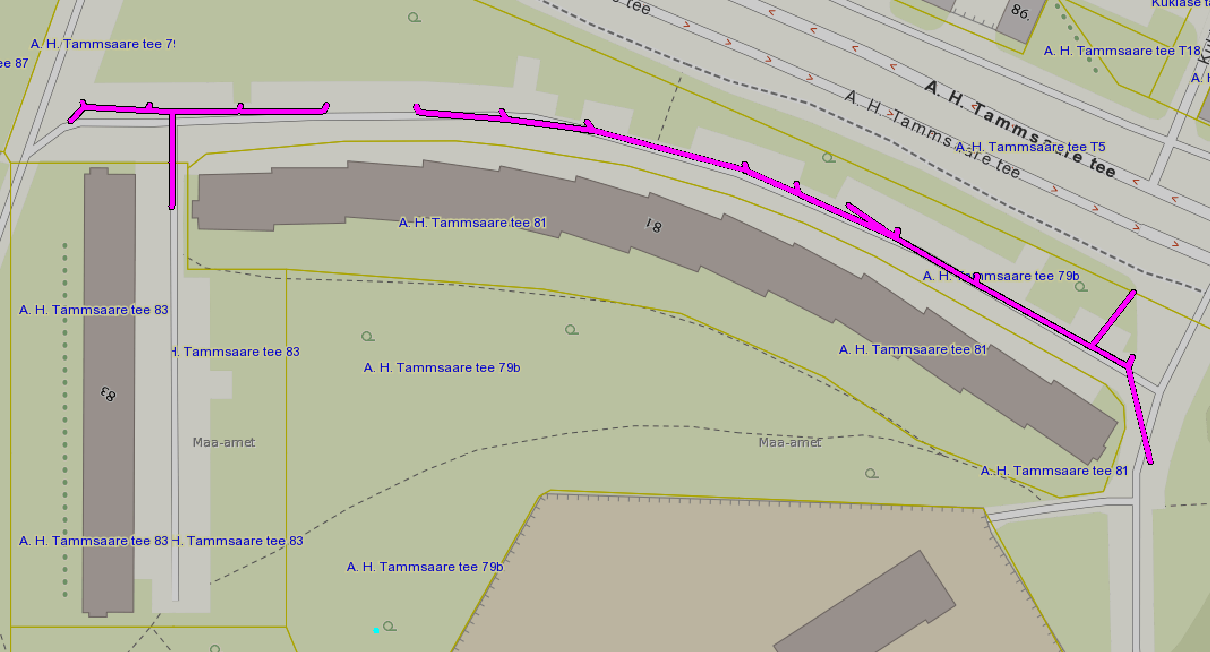 Kuklase t
tee
86.
A. H. Tammsaare tee 7
A. H. Tammsaare tee T18
ee 87
A. H
A. H. Tammsaare tee
A. H. Tammsaare tee
A. H. Tammsaare tee T5
A. H. Tammsaare tee 81
81
A. H. Tammsaare tee 79b
A. H. Tammsaare tee 83
H. Tammsaare tee 83
A. H. Tammsaare tee 81
A. H. Tammsaare tee 79b
83
Maa-amet
Maa-amet
A. H. Tammsaare tee 81
A. H. Tammsaare tee 83
H. Tammsaare tee 83
A. H. Tammsaare tee 79b